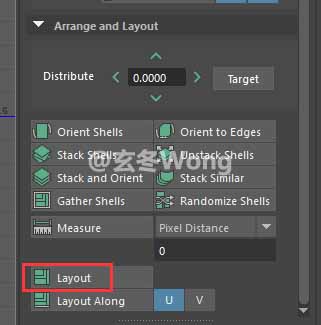 Arrange and Layout
Distribute 0.0000 Target
Orient Shells Orient to Edges
Stack Shells Unstack Shells
@玄冬Wong
Stack and Orient Stack Similar
Gather Shells Randomize Shells
Measure Pixel Distance
0
Layout
Layout Along U V